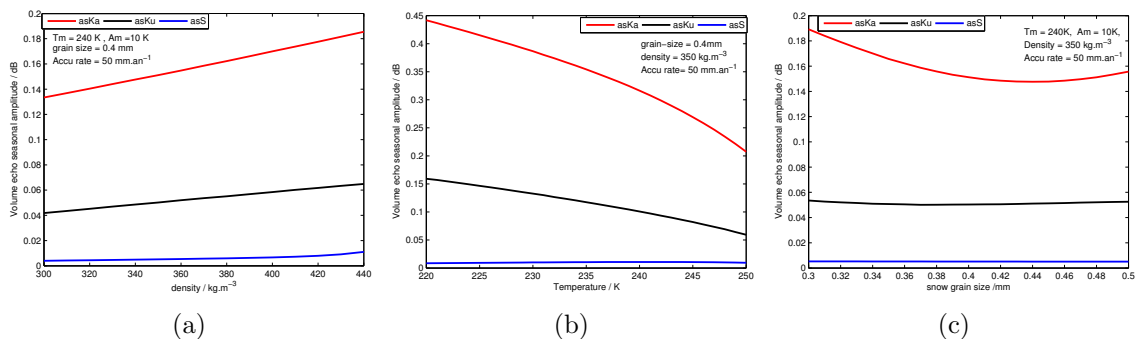 asKa asKu asS
Tm = 240 K , Am =10 K
grain size = 0.4 mm
Accu rate = 50 mm.an⁻¹
Volume echo seasonal amplitude / dB
0.2
0.18
0.16
0.14
0.12
0.1
0.08
0.06
0.04
0.02
0
300 320 340 360 380 400 420 440
density / kg.m⁻³
(a)
asKa asKu asS
grain−size = 0.4mm
density = 350 kg.m⁻³
Accu rate= 50 mm.an⁻¹
Volume echo seasonal amplitude / dB
0.45
0.4
0.35
0.3
0.25
0.2
0.15
0.1
0.05
0
220 225 230 235 240 245 250
Temperature / K
(b)
asKa asKu asS
Tm = 240K, Am = 10K,
Density = 350 kg.m⁻³
Accu rate = 50 mm.an⁻¹
Volume echo seasonal amplitude / dB
0.2
0.18
0.16
0.14
0.12
0.1
0.08
0.06
0.04
0.02
0
0.3 0.32 0.34 0.36 0.38 0.4 0.42 0.44 0.46 0.48 0.5
snow grain size /mm
(c)